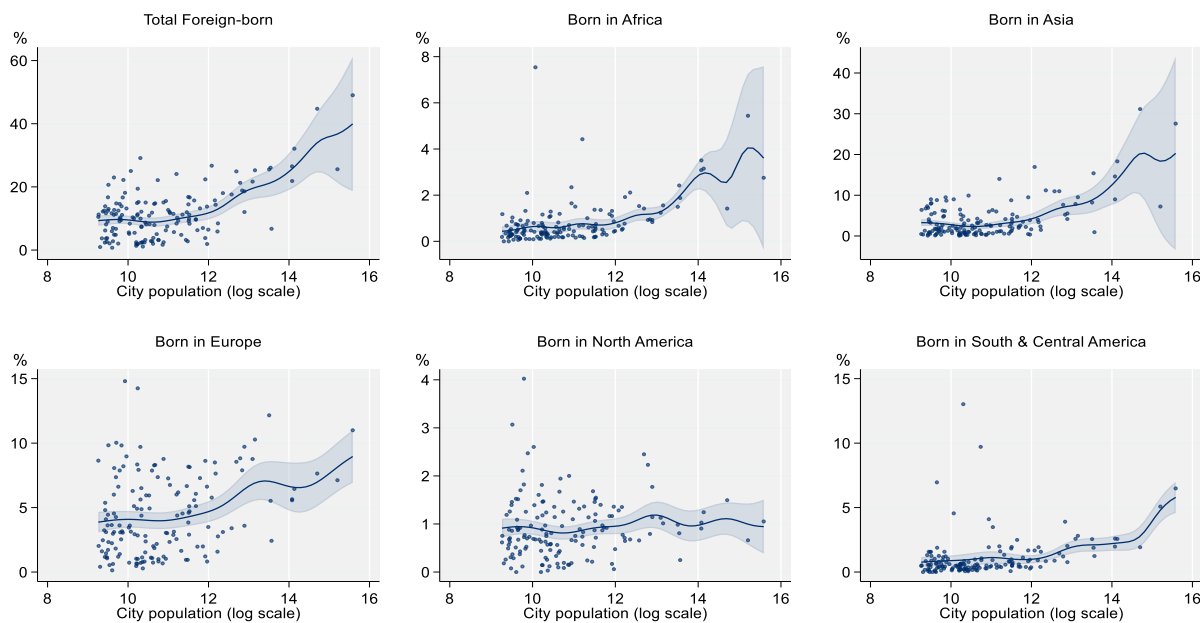 Total Foreign-born
%
60
40
20
0
8 10 12 14 16
City population (log scale)
Born in Africa
%
8
6
4
2
0
8 10 12 14 16
City population (log scale)
Born in Asia
%
40
30
20
10
0
8 10 12 14 16
City population (log scale)
Born in Europe
%
15
10
5
0
8 10 12 14 16
City population (log scale)
Born in North America
%
4
3
2
1
0
8 10 12 14 16
City population (log scale)
Born in South & Central America
%
15
10
5
0
8 10 12 14 16
City population (log scale)